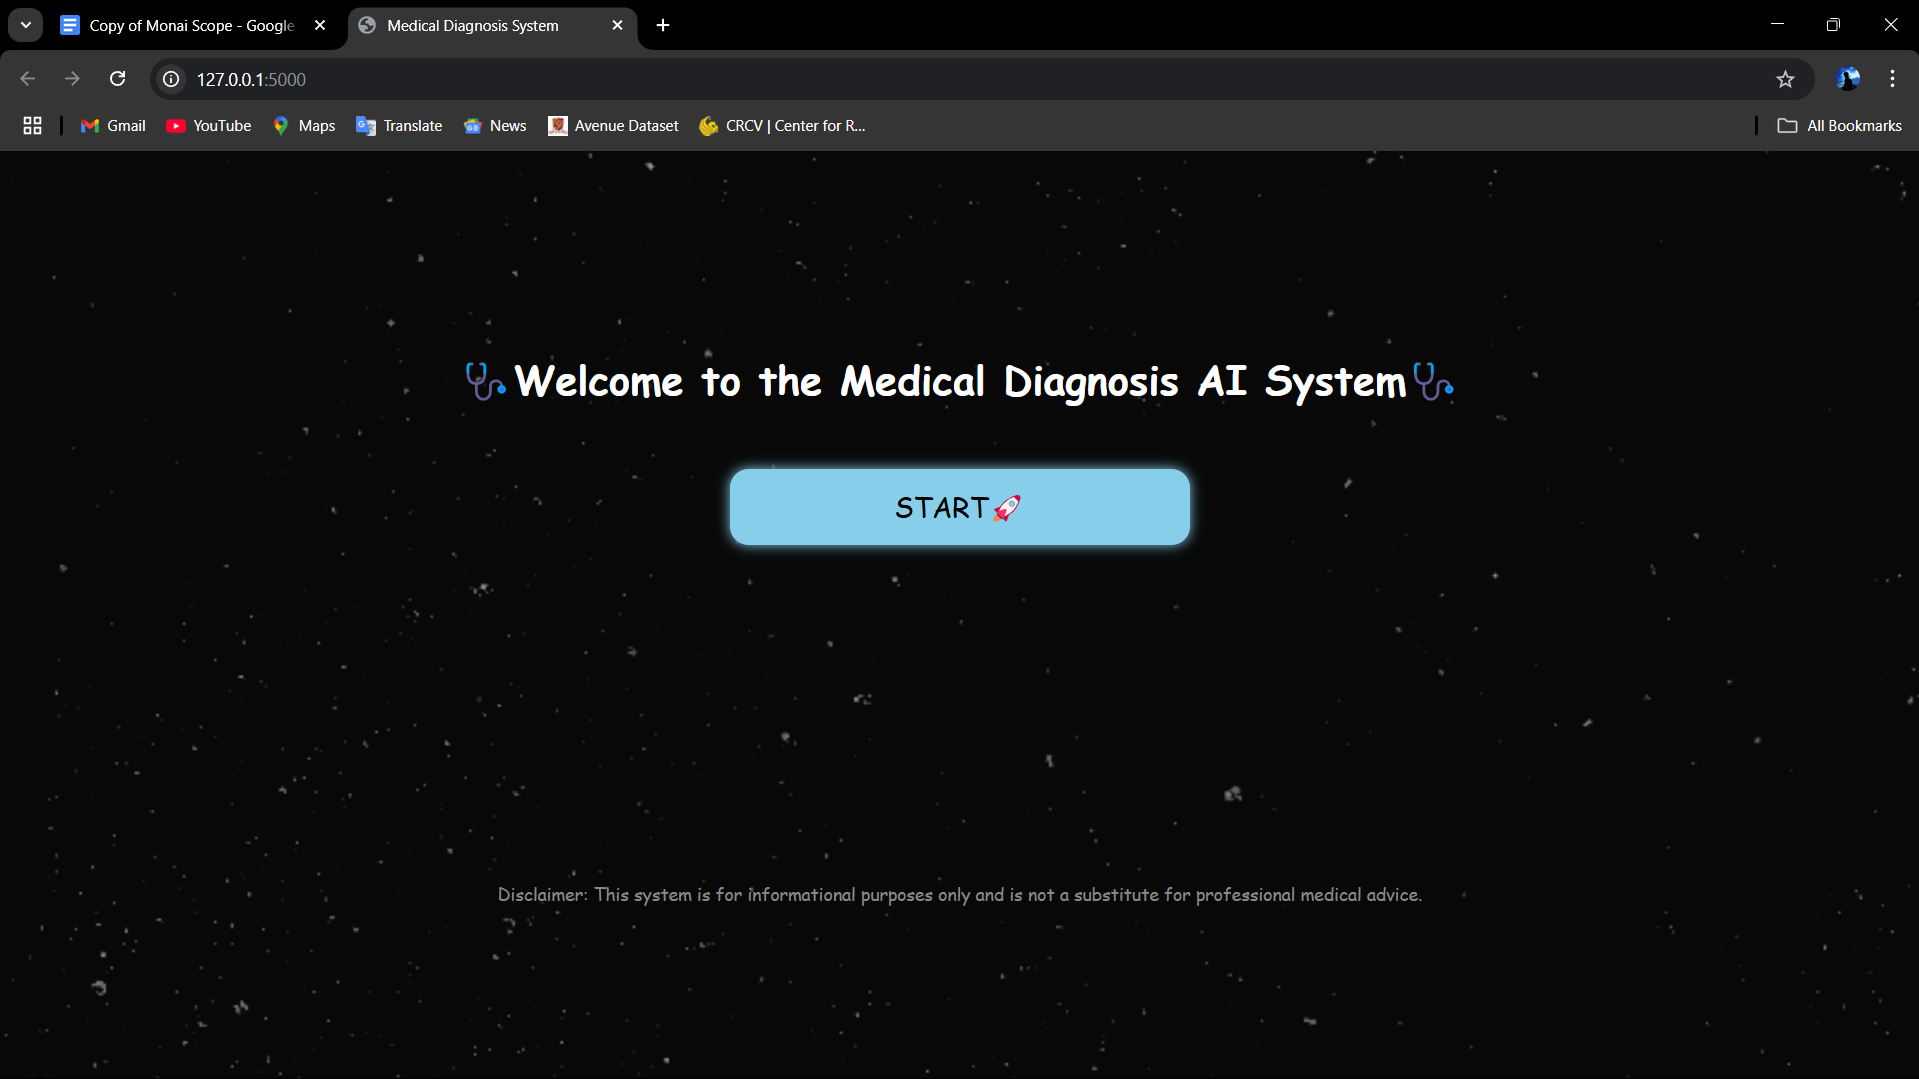 Copy of Monai Scope - Google
Medical Diagnosis System
127.0.0.1:5000
Gmail
YouTube
Maps
Translate
News
Avenue Dataset
CRCV | Center for R...
All Bookmarks
🩺Welcome to the Medical Diagnosis AI System🩺
START🚀
Disclaimer: This system is for informational purposes only and is not a substitute for professional medical advice.